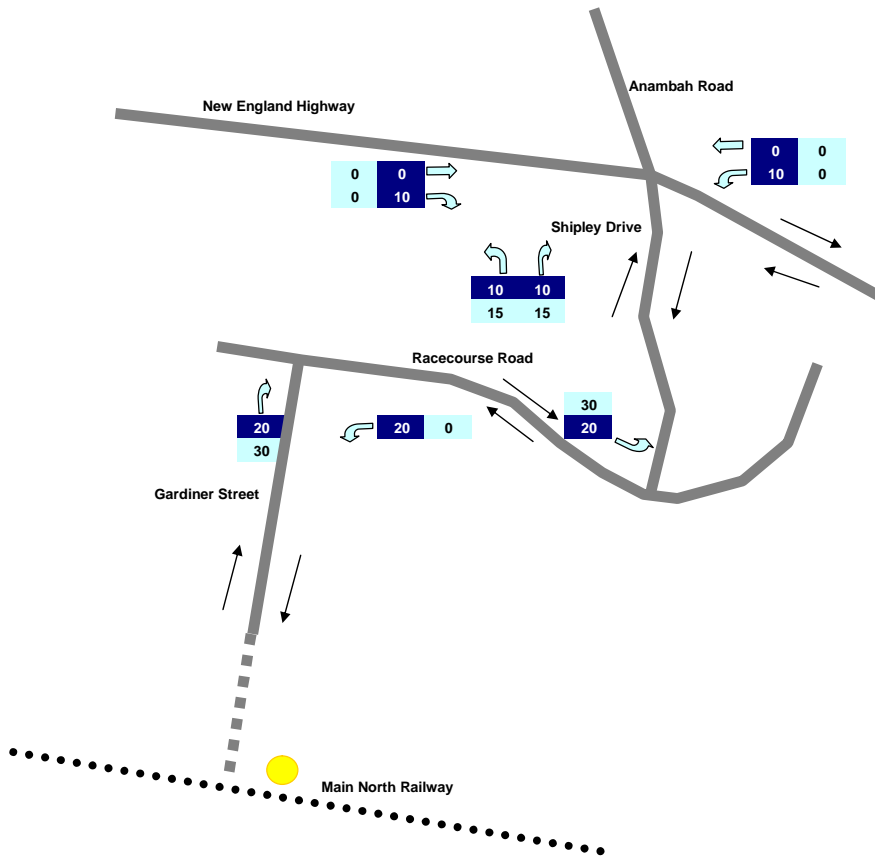 Anambah Road
New England Highway
0 0
10 0
0 0
0 10
Shipley Drive
10 10
15 15
Racecourse Road
30
20
20 0
20
30
Gardiner Street
Main North Railway